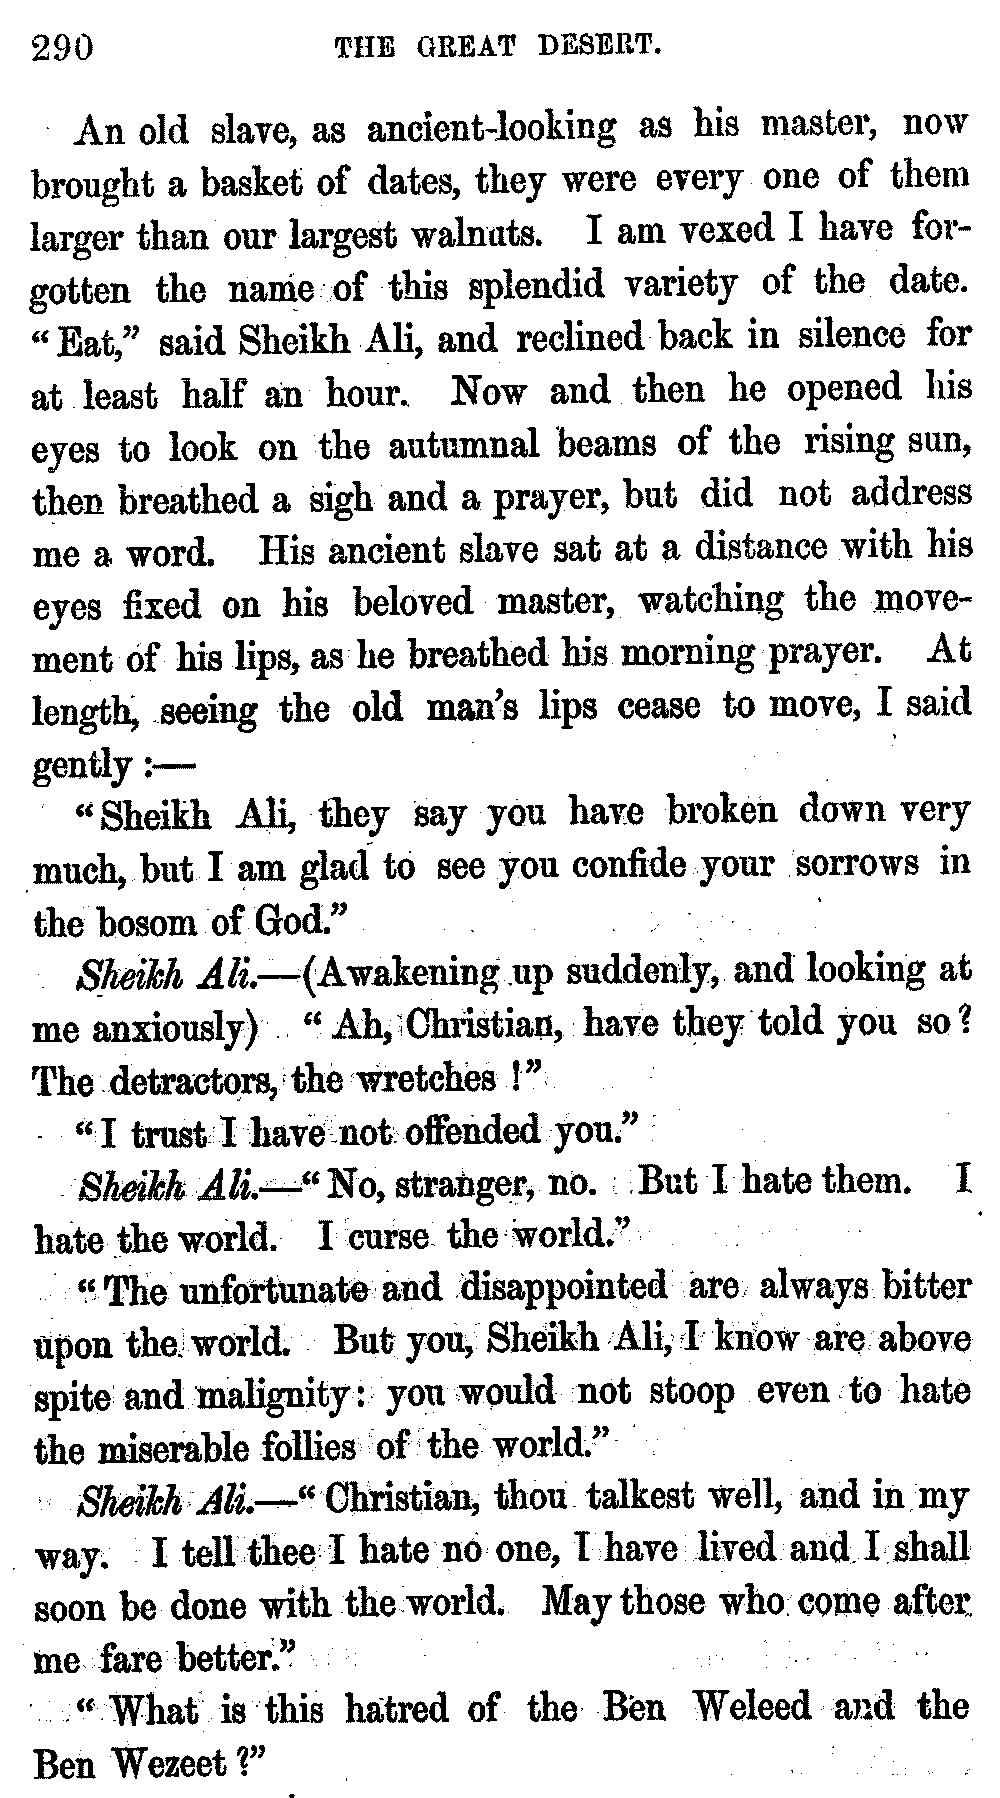 290 THE GREAT DESERT.
An old slave, as ancient-looking as his master, now
brought a basket of dates, they were every one of them
larger than our largest walnuts. I am vexed I have for-
gotten the name of this splendid variety of the date.
“Eat,” said Sheikh Ali, and reclined back in silence for
at least half an hour. Now and then he opened his
eyes to look on the autumnal beams of the rising sun,
then breathed a sigh and a prayer, but did not address
me a word. His ancient slave sat at a distance with his
eyes fixed on his beloved master, watching the move-
ment of his lips, as he breathed his morning prayer. At
length, seeing the old man’s lips cease to move, I said
gently :—
“Sheikh Ali, they say you have broken down very
much, but I am glad to see you confide your sorrows in
the bosom of God.”
Sheikh Ali.—(Awakening up suddenly, and looking at
me anxiously) “Ah, Christian, have they told you so?
The detractors, the wretches!”
“I trust I have not offended you.”
Sheikh Ali.—“No, stranger, no. But I hate them. I
hate the world. I curse the world.”
“The unfortunate and disappointed are always bitter
upon the world. But you, Sheikh Ali, I know are above
spite and malignity: you would not stoop even to hate
the miserable follies of the world.”
Sheikh Ali.—“Christian, thou talkest well, and in my
way. I tell thee I hate no one, I have lived and I shall
soon be done with the world. May those who come after
me fare better.”
“What is this hatred of the Ben Weleed and the
Ben Wezeet?”